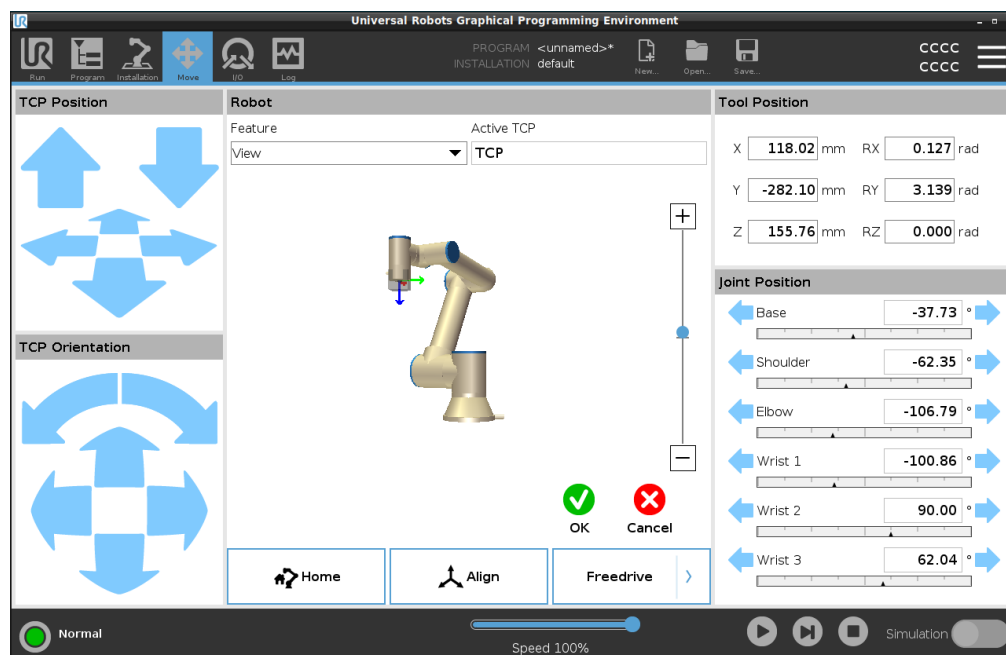 Universal Robots Graphical Programming Environment
Run
Program
Installation
Move
I/O
Log
PROGRAM <unnamed>*
INSTALLATION default
New...
Open...
Save...
CCCC
CCCC
TCP Position
Robot
Tool Position
Feature
Active TCP
View
TCP
X 118.02 mm RX 0.127 rad
Y -282.10 mm RY 3.139 rad
Z 155.76 mm RZ 0.000 rad
Joint Position
Base -37.73 °
Shoulder -62.35 °
Elbow -106.79 °
Wrist 1 -100.86 °
Wrist 2 90.00 °
Wrist 3 62.04 °
TCP Orientation
OK
Cancel
Home
Align
Freedrive
Normal
Speed 100%
Simulation